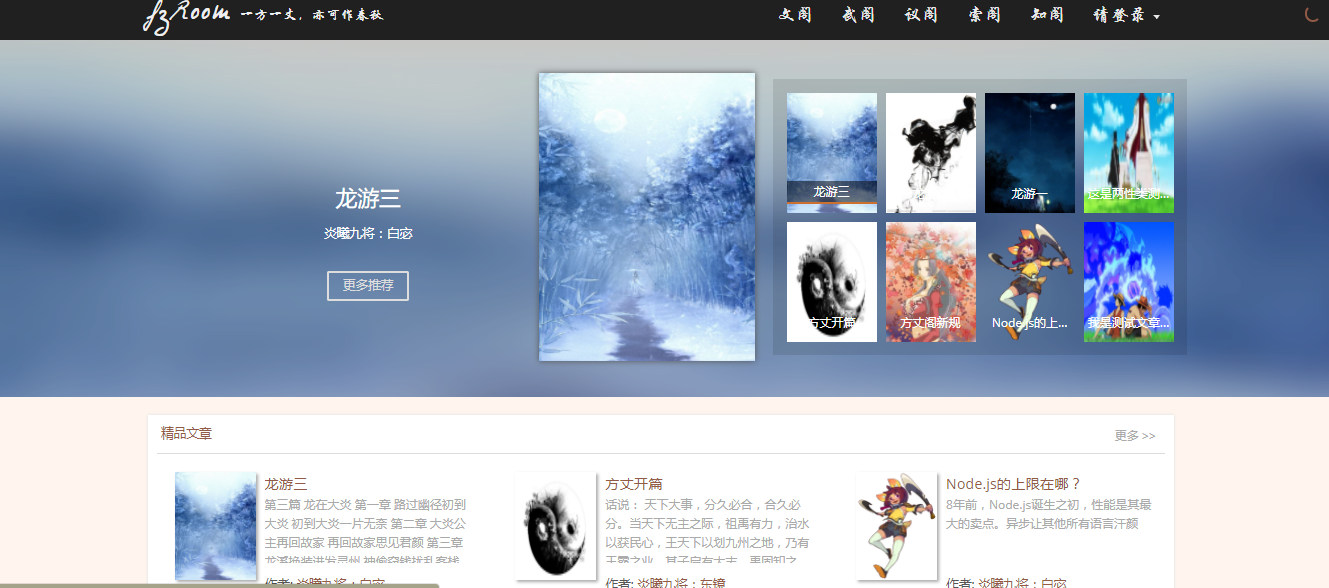 fzRoom 一方一丈，亦可作春秋 文阁 武阁 议阁 索阁 知阁 请登录
龙游三
炎曦九将：白宓
更多推荐
龙游三
龙游一
这是两性类测...
方丈开篇
方丈阁新规
Node.js的上...
我是测试文章...
精品文章
更多 >>
龙游三
第三篇 龙在大炎 第一章 路过幽径初到
大炎 初到大炎一片无奈 第二章 大炎公
主再回故家 再回故家思见君颜 第三章
作者: 炎曦九将：白宓
方丈开篇
话说： 天下大事，分久必合，合久必
分。当天下无主之际，祖禹有力，治水
以获民心，王天下以划九州之地，乃有
作者: 炎曦九将：东镜
Node.js的上限在哪？
8年前，Node.js诞生之初，性能是其最
大的卖点。异步让其他所有语言汗颜
作者: 炎曦九将：白宓